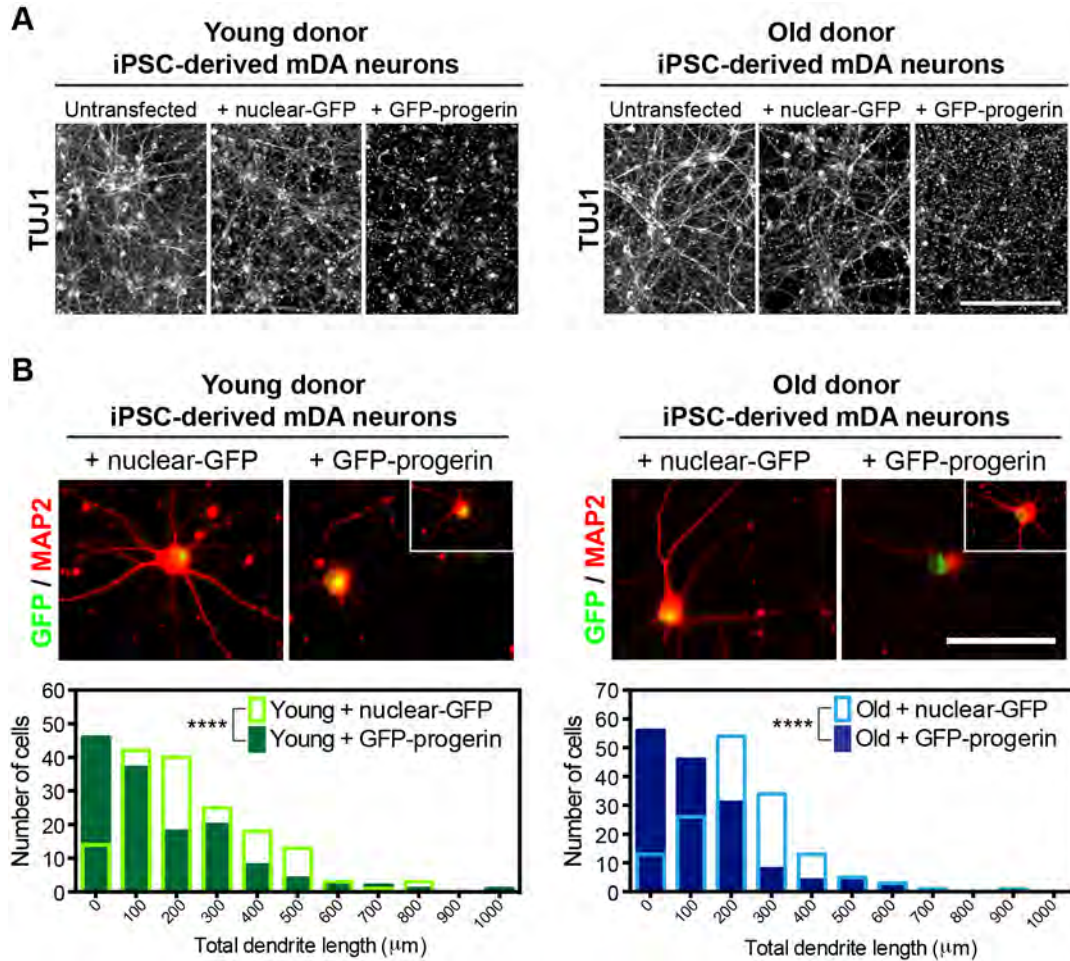 A
Young donor
iPSC-derived mDA neurons
Untransfected + nuclear-GFP + GFP-progerin
TUJ1
Old donor
iPSC-derived mDA neurons
Untransfected + nuclear-GFP + GFP-progerin
TUJ1
B
Young donor
iPSC-derived mDA neurons
+ nuclear-GFP + GFP-progerin
GFP / MAP2
Old donor
iPSC-derived mDA neurons
+ nuclear-GFP + GFP-progerin
GFP / MAP2
Number of cells
60
50
40
30
20
10
0
**** Young + nuclear-GFP
Young + GFP-progerin
0 100 200 300 400 500 600 700 800 900 1000
Total dendrite length (μm)
Number of cells
70
60
50
40
30
20
10
0
**** Old + nuclear-GFP
Old + GFP-progerin
0 100 200 300 400 500 600 700 800 900 1000
Total dendrite length (μm)